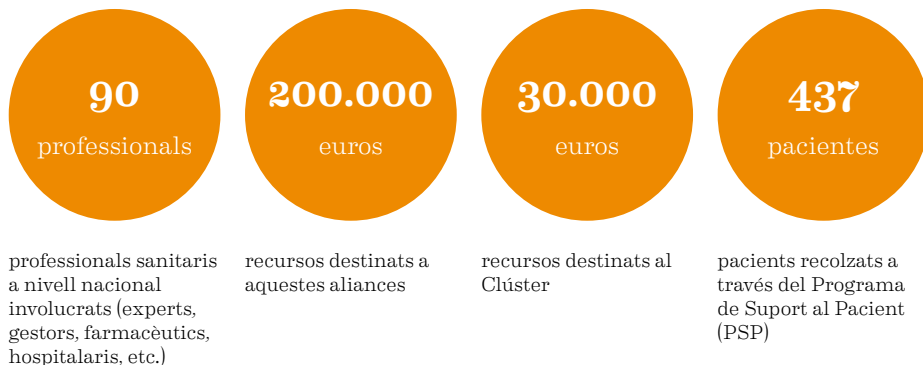 90
professionals
professionals sanitaris
a nivell nacional
involucrats (experts,
gestors, farmacèutics,
hospitalaris, etc.)
200.000
euros
recursos destinats a
aquestes aliances
30.000
euros
recursos destinats al
Clúster
437
pacientes
pacients recolzats a
través del Programa
de Suport al Pacient
(PSP)